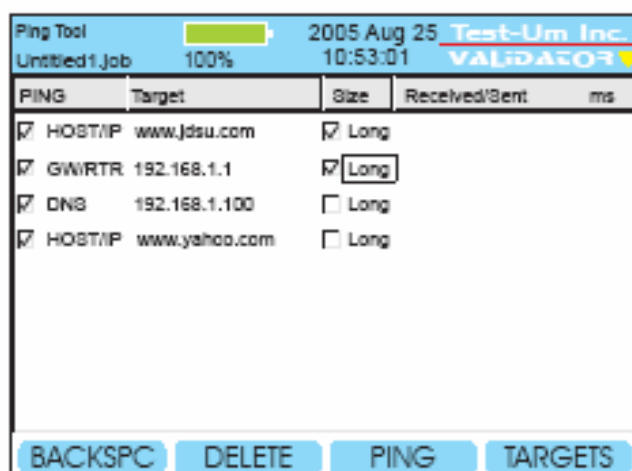 Ping Tool 2005 Aug 25 Test-Um Inc.
Untitled1.job 100% 10:53:01 VALiDATOR
PING Target Size Received/Sent ms
HOST/IP www.jdsu.com Long
GW/RTR 192.168.1.1 Long
DNS 192.168.1.100 Long
HOST/IP www.yahoo.com Long
BACKSPC DELETE PING TARGETS